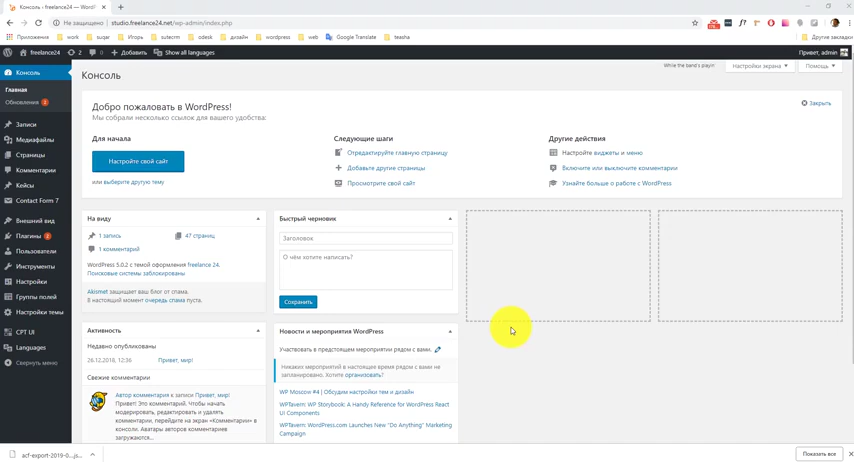 Консоль ‹ freelance24 — WordPr
Не защищено
studio.freelance24.net/wp-admin/index.php
Приложения
work
sugar
Игорь
sutecrm
odesk
дизайн
wordpress
web
Google Translate
teasha
Другие закладки
freelance24
2
0
Добавить
Show all languages
Привет, admin
Консоль
Главная
Обновления 2
Записи
Медиафайлы
Страницы
Комментарии
Кейсы
Contact Form 7
Внешний вид
Плагины 2
Пользователи
Инструменты
Настройки
Группы полей
Настройки темы
CPT UI
Languages
Свернуть меню
Консоль
While the band's playin'
Настройки экрана
Помощь
Добро пожаловать в WordPress!
Мы собрали несколько ссылок для вашего удобства:
Закрыть
Для начала
Настройте свой сайт
или выберите другую тему
Следующие шаги
Отредактируйте главную страницу
Добавьте другие страницы
Просмотрите свой сайт
Другие действия
Настройте виджеты и меню
Включите или выключите комментарии
Узнайте больше о работе с WordPress
На виду
1 запись
47 страниц
1 комментарий
WordPress 5.0.2 с темой оформления freelance 24.
Поисковые системы заблокированы
Akismet защищает ваш блог от спама.
В настоящий момент очередь спама пуста.
Активность
Недавно опубликованы
26.12.2018, 12:36
Привет, мир!
Свежие комментарии
Автор комментария к записи Привет, мир!
Привет! Это комментарий. Чтобы начать
модерировать, редактировать и удалять
комментарии, перейдите на экран «Комментарии» в
консоли. Аватары авторов комментариев
загружаются...
Быстрый черновик
Заголовок
О чём хотите написать?
Сохранить
Новости и мероприятия WordPress
Участвовать в предстоящем мероприятии рядом с вами.
Никаких мероприятий в настоящее время рядом с вами не
запланировано. Хотите организовать?
WP Moscow #4 | Обсудим настройки тем и дизайн
WPTavern: WP Storybook: A Handy Reference for WordPress React
UI Components
WPTavern: WordPress.com Launches New "Do Anything" Marketing
Campaign
acf-export-2019-0....js...
Показать все